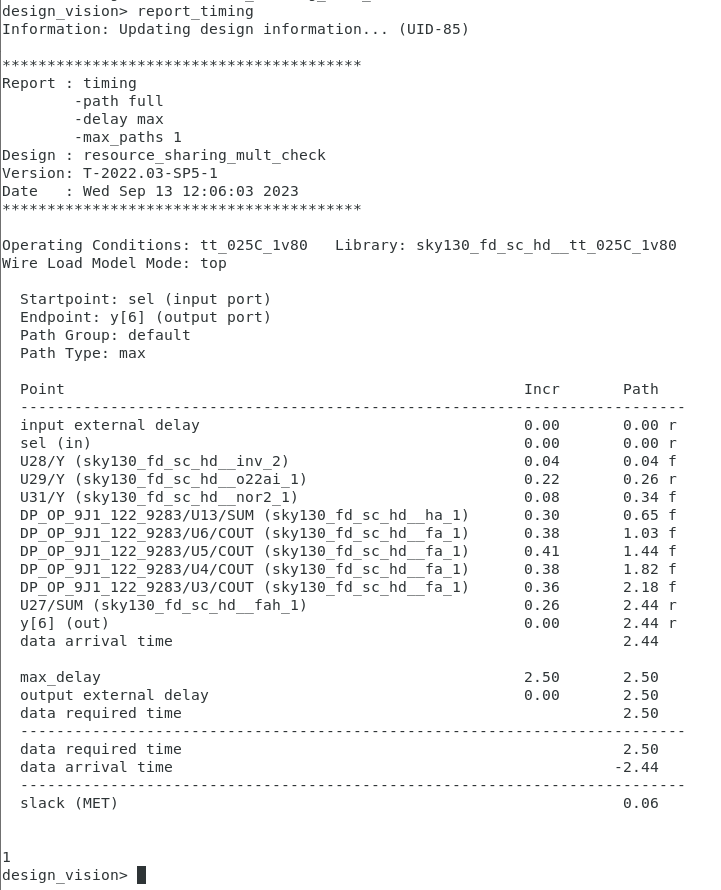 design_vision> report_timing
Information: Updating design information... (UID-85)
****************************************
Report : timing
        -path full
        -delay max
        -max_paths 1
Design : resource_sharing_mult_check
Version: T-2022.03-SP5-1
Date   : Wed Sep 13 12:06:03 2023
****************************************
Operating Conditions: tt_025C_1v80   Library: sky130_fd_sc_hd__tt_025C_1v80
Wire Load Model Mode: top
  Startpoint: sel (input port)
  Endpoint: y[6] (output port)
  Path Group: default
  Path Type: max
  Point                                                   Incr       Path
  --------------------------------------------------------------------------
  input external delay                                    0.00       0.00 r
  sel (in)                                                0.00       0.00 r
  U28/Y (sky130_fd_sc_hd__inv_2)                          0.04       0.04 f
  U29/Y (sky130_fd_sc_hd__o22ai_1)                        0.22       0.26 r
  U31/Y (sky130_fd_sc_hd__nor2_1)                         0.08       0.34 f
  DP_OP_9J1_122_9283/U13/SUM (sky130_fd_sc_hd__ha_1)      0.30       0.65 f
  DP_OP_9J1_122_9283/U6/COUT (sky130_fd_sc_hd__fa_1)      0.38       1.03 f
  DP_OP_9J1_122_9283/U5/COUT (sky130_fd_sc_hd__fa_1)      0.41       1.44 f
  DP_OP_9J1_122_9283/U4/COUT (sky130_fd_sc_hd__fa_1)      0.38       1.82 f
  DP_OP_9J1_122_9283/U3/COUT (sky130_fd_sc_hd__fa_1)      0.36       2.18 f
  U27/SUM (sky130_fd_sc_hd__fah_1)                        0.26       2.44 r
  y[6] (out)                                              0.00       2.44 r
  data arrival time                                                  2.44
  max_delay                                               2.50       2.50
  output external delay                                   0.00       2.50
  data required time                                                 2.50
  --------------------------------------------------------------------------
  data required time                                                 2.50
  data arrival time                                                 -2.44
  --------------------------------------------------------------------------
  slack (MET)                                                        0.06
1
design_vision>